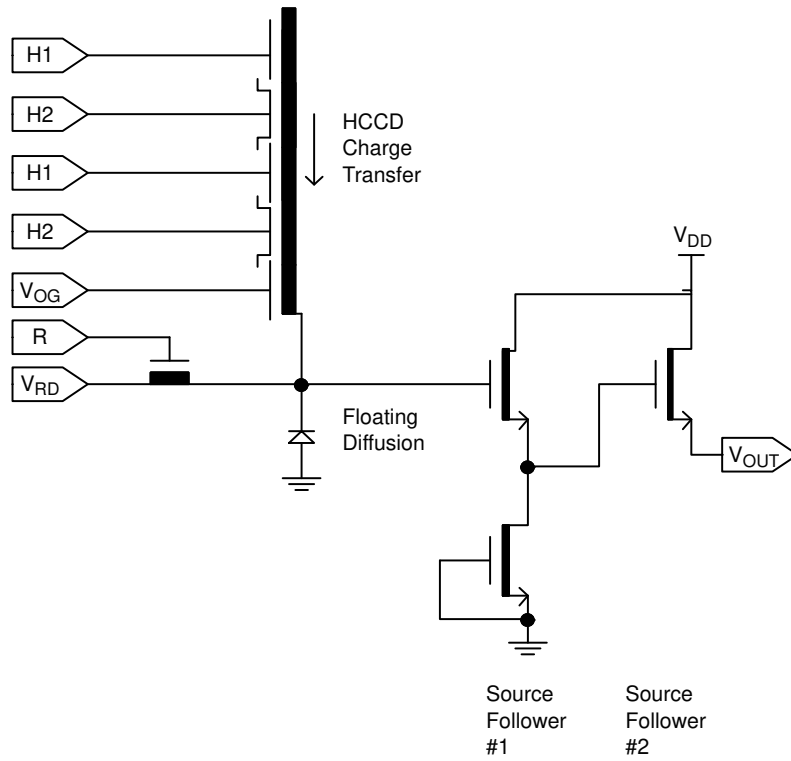 H1
H2
H1
H2
V_OG
R
V_RD
HCCD
Charge
Transfer
V_DD
Floating
Diffusion
V_OUT
Source
Follower
#1
Source
Follower
#2